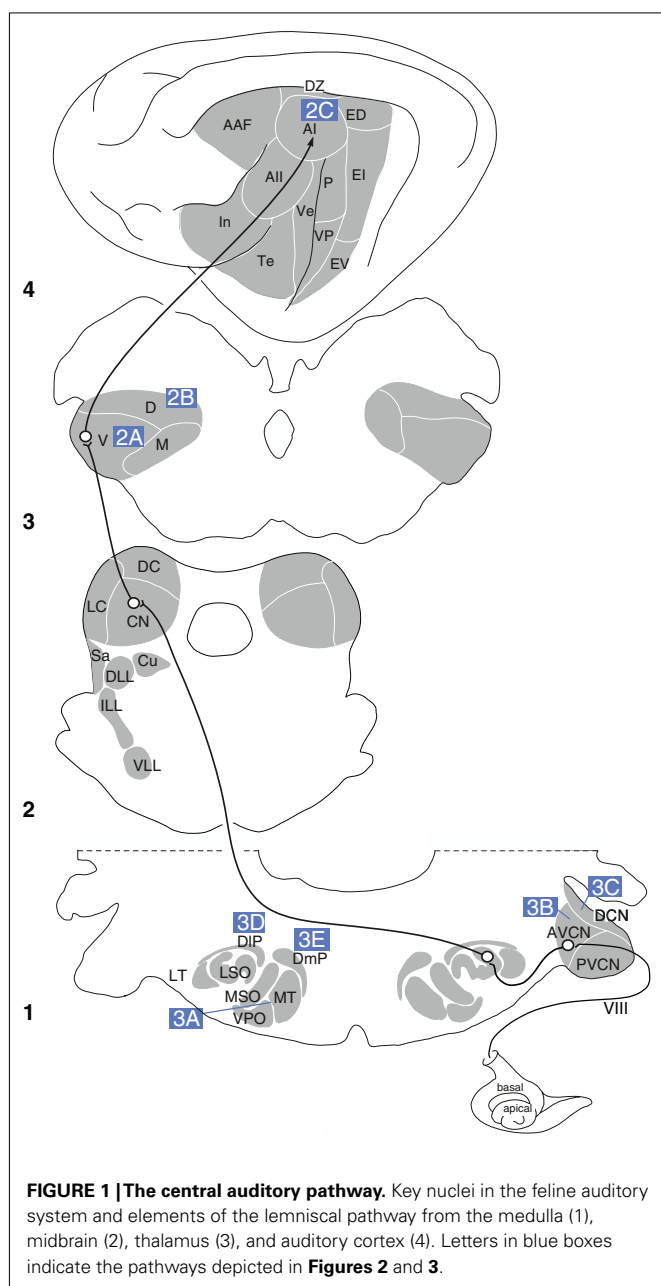 DZ
2C
ED
AAF
AI
AII
P
EI
In
Ve
VP
Te
EV
4
D
2B
V
2A
M
3
DC
LC
CN
Sa
Cu
DLL
ILL
VLL
2
3C
3B
DCN
3D
3E
DlP
DmP
AVCN
LT
LSO
PVCN
MSO
MT
1
3A
VPO
VIII
basal
apical
FIGURE 1 | The central auditory pathway. Key nuclei in the feline auditory
system and elements of the lemniscal pathway from the medulla (1),
midbrain (2), thalamus (3), and auditory cortex (4). Letters in blue boxes
indicate the pathways depicted in Figures 2 and 3.